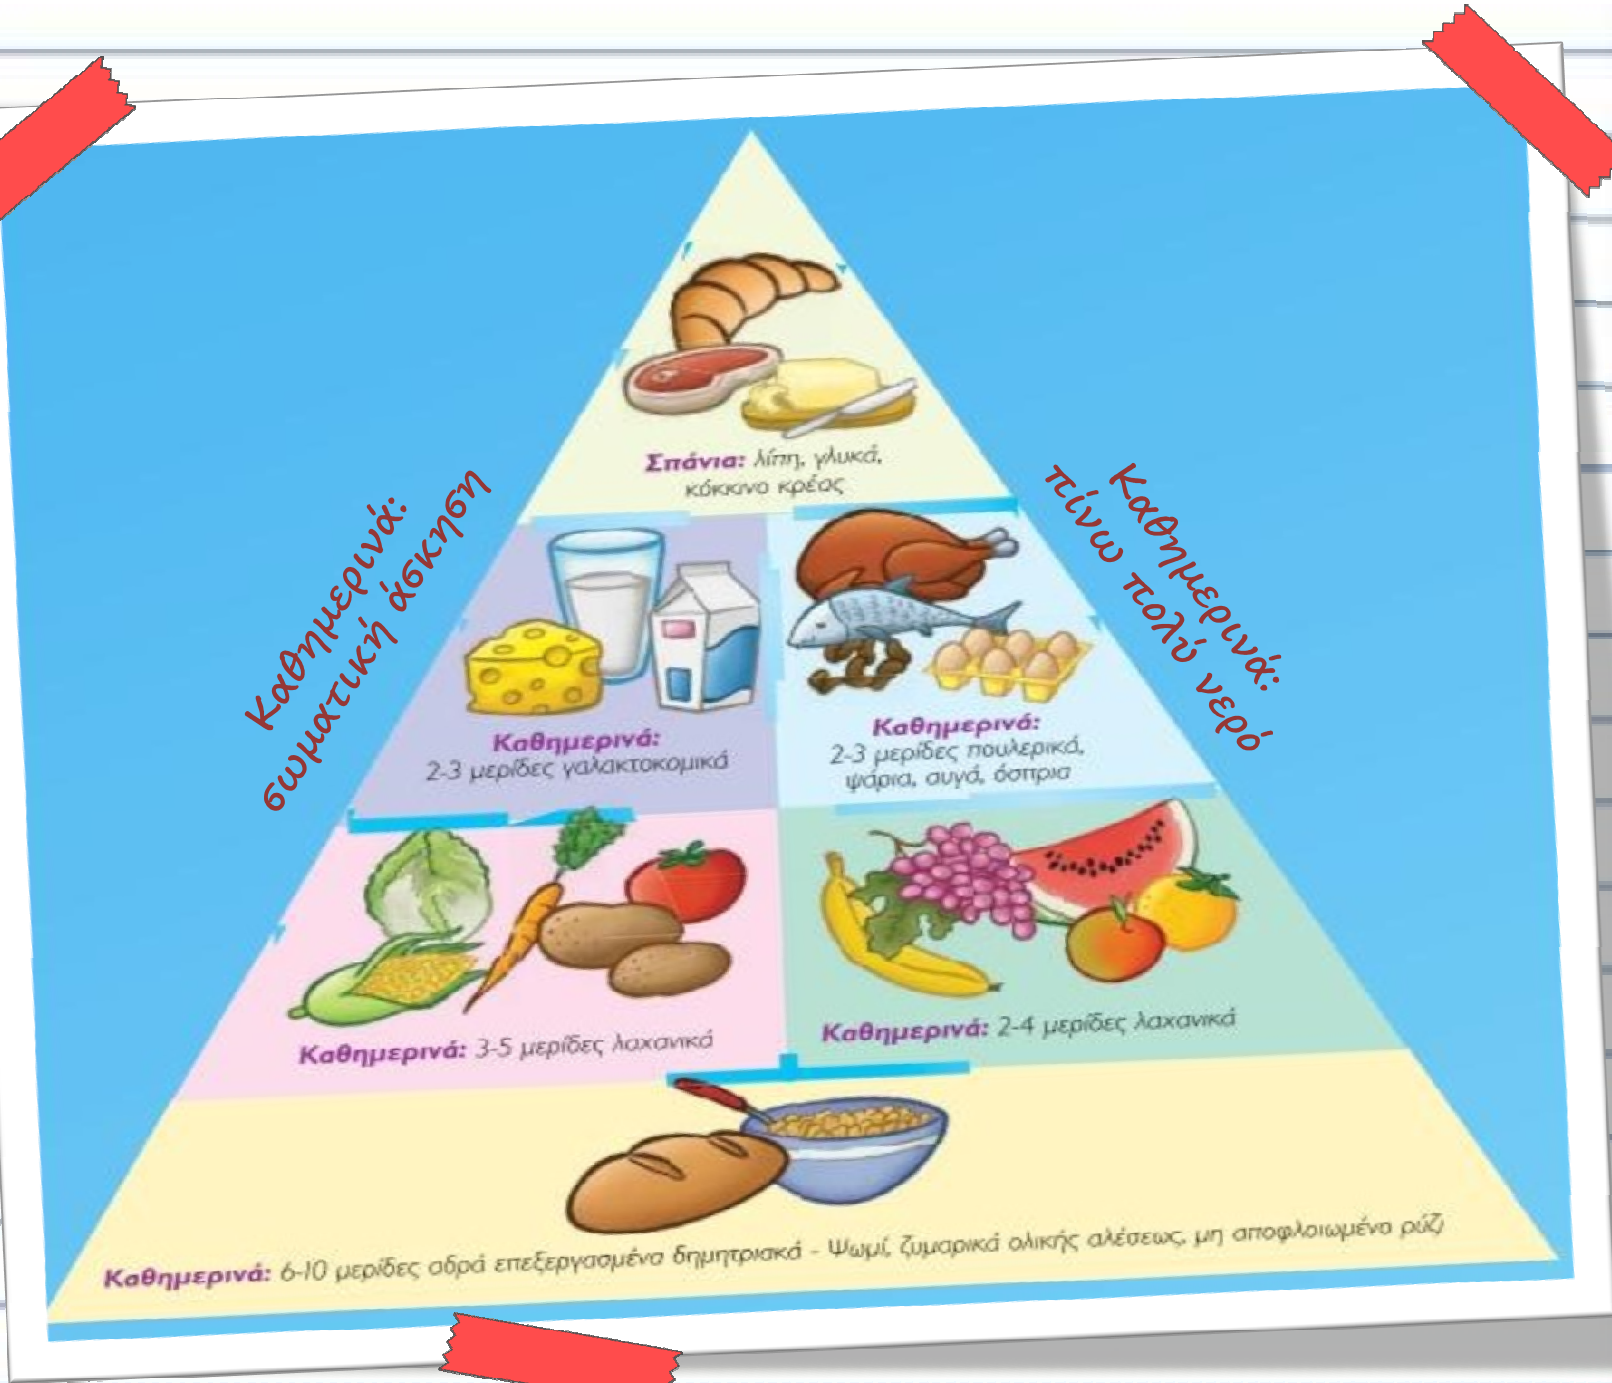 Σπάνια: λίπη, γλυκά,
κόκκινο κρέας
Καθημερινά:
σωματική άσκηση
Καθημερινά:
πίνω πολύ νερό
Καθημερινά:
2-3 μερίδες γαλακτοκομικά
Καθημερινά:
2-3 μερίδες πουλερικά,
ψάρια, αυγά, όσπρια
Καθημερινά: 3-5 μερίδες λαχανικά
Καθημερινά: 2-4 μερίδες λαχανικά
Καθημερινά: 6-10 μερίδες αδρά επεξεργασμένα δημητριακά - Ψωμί, ζυμαρικά ολικής αλέσεως, μη αποφλοιωμένο ρύζι